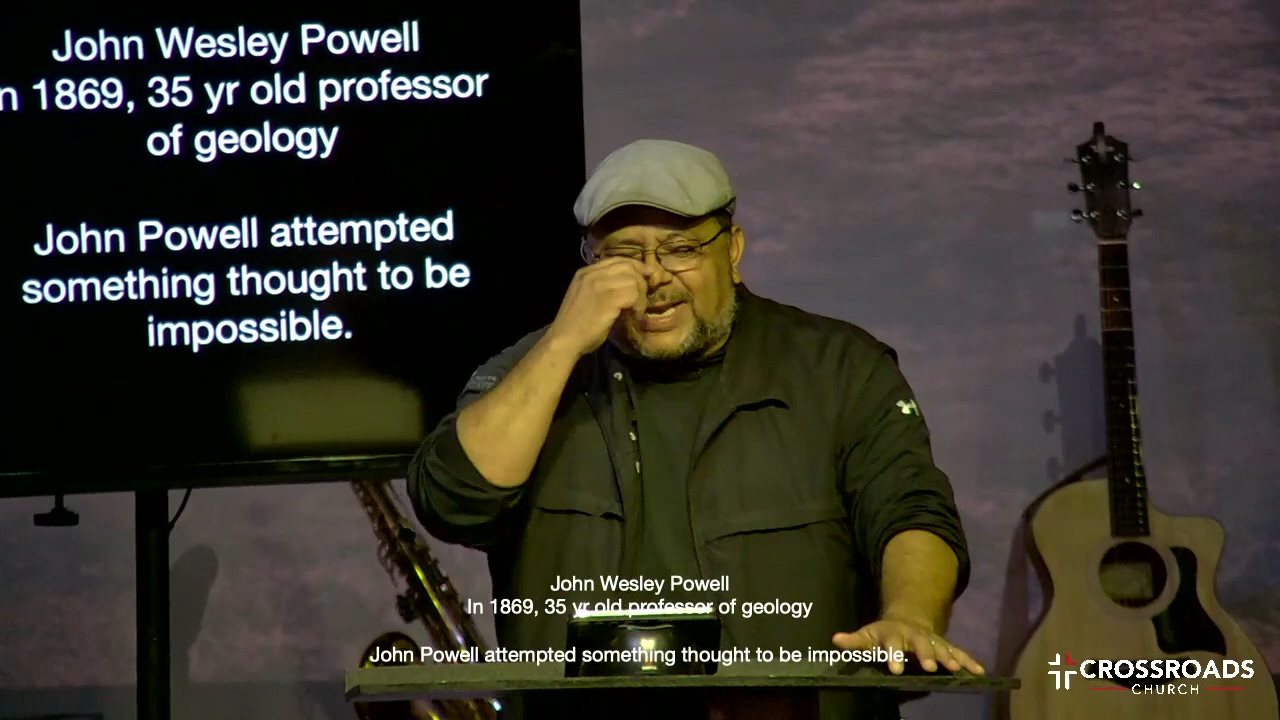 John Wesley Powell
n 1869, 35 yr old professor
of geology
John Powell attempted
something thought to be
impossible.
John Wesley Powell
In 1869, 35 yr old professor of geology
John Powell attempted something thought to be impossible.
CROSSROADS
CHURCH